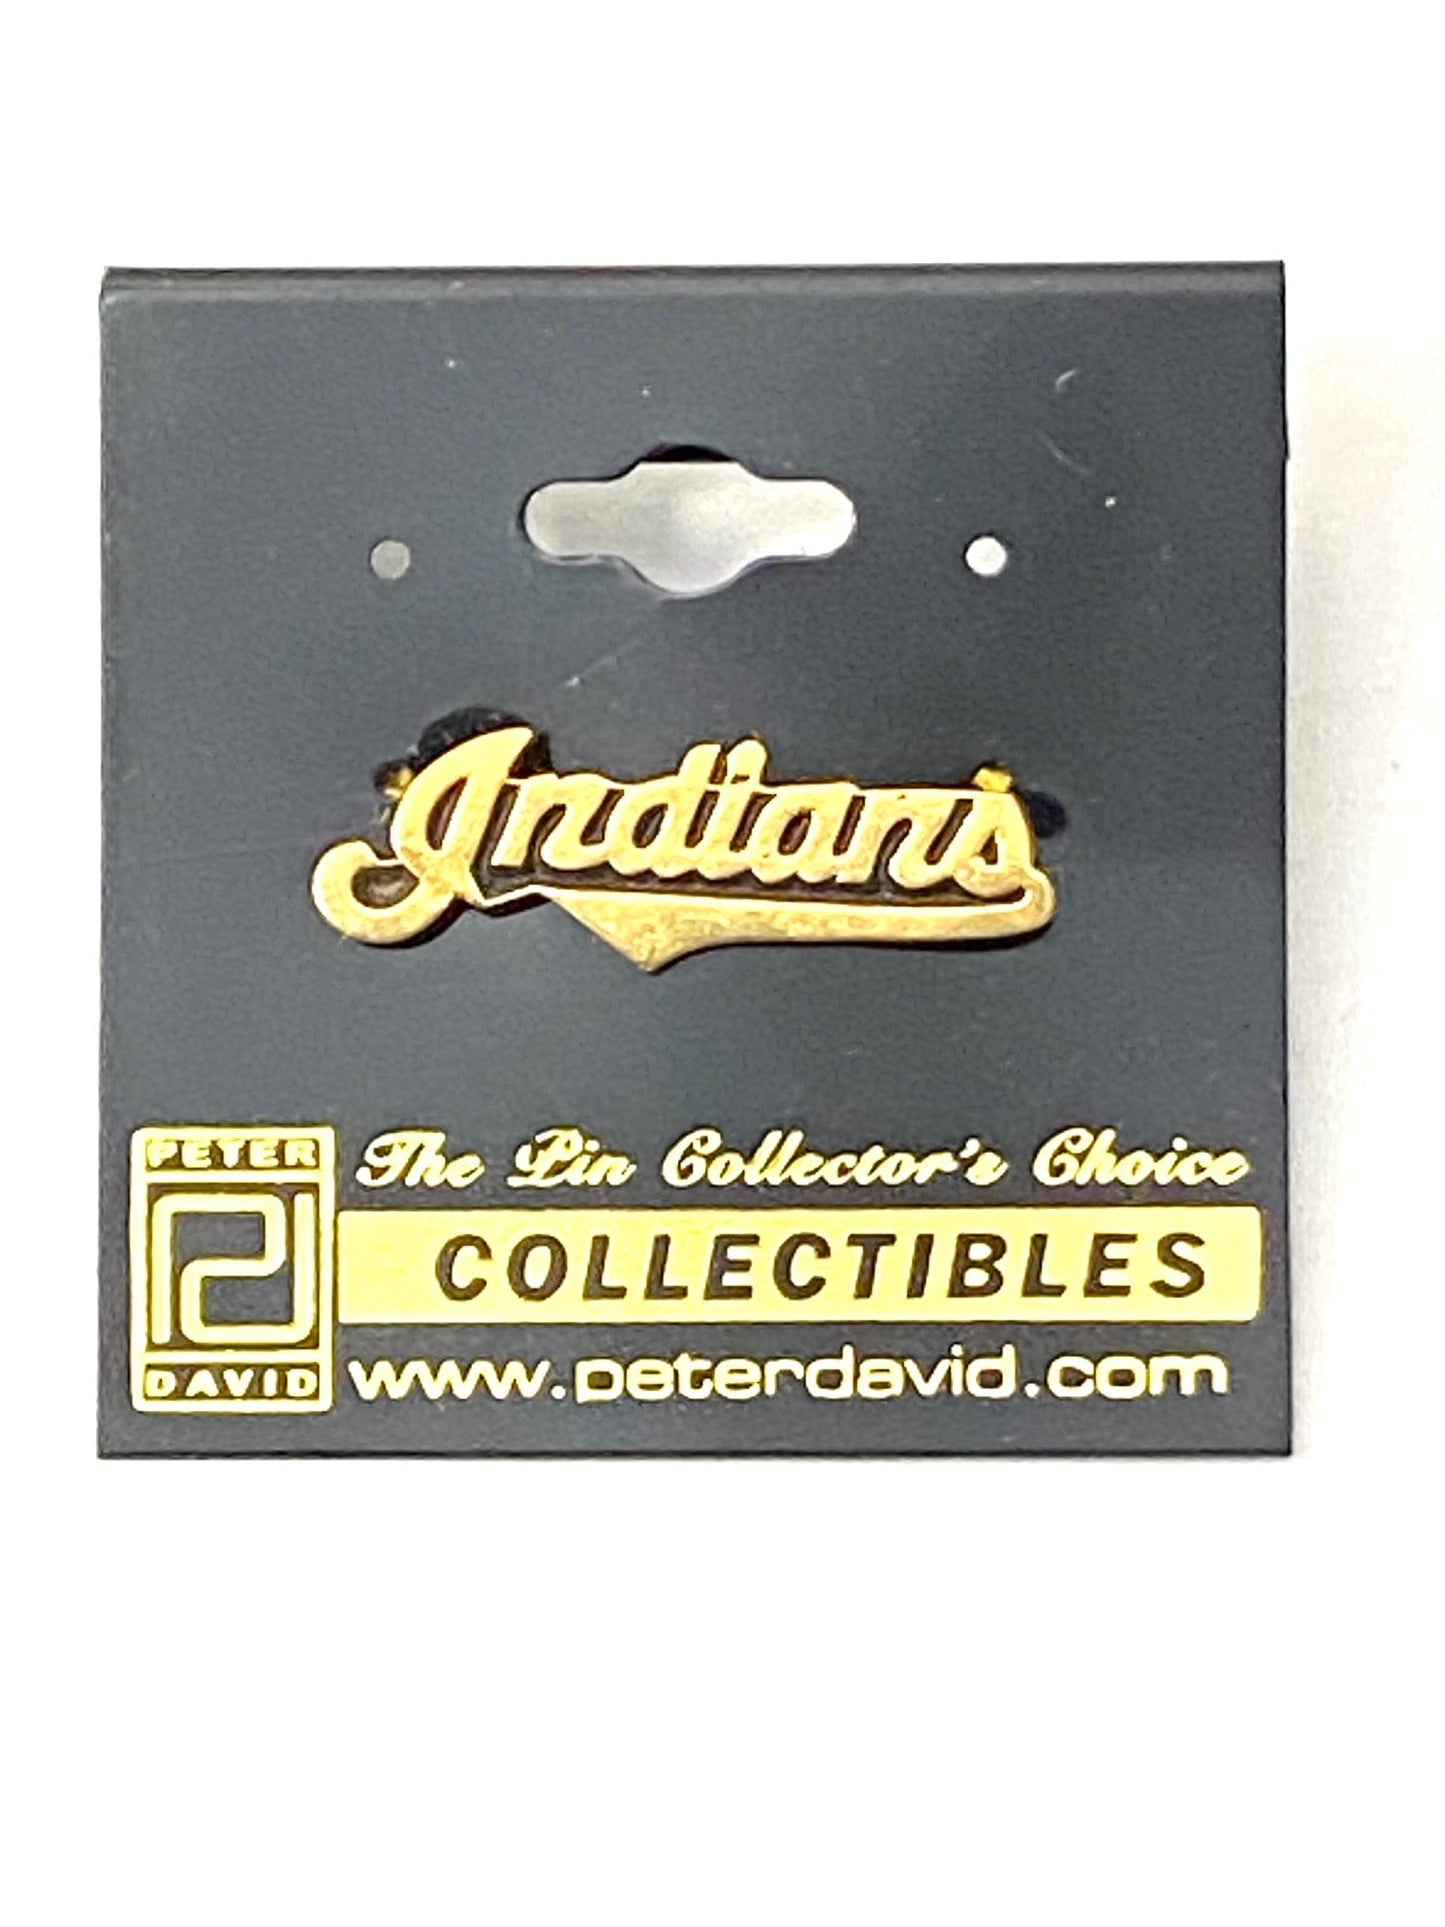 Indians
PETER
DAVID
The Pin Collector's Choice
COLLECTIBLES
www.peterdavid.com